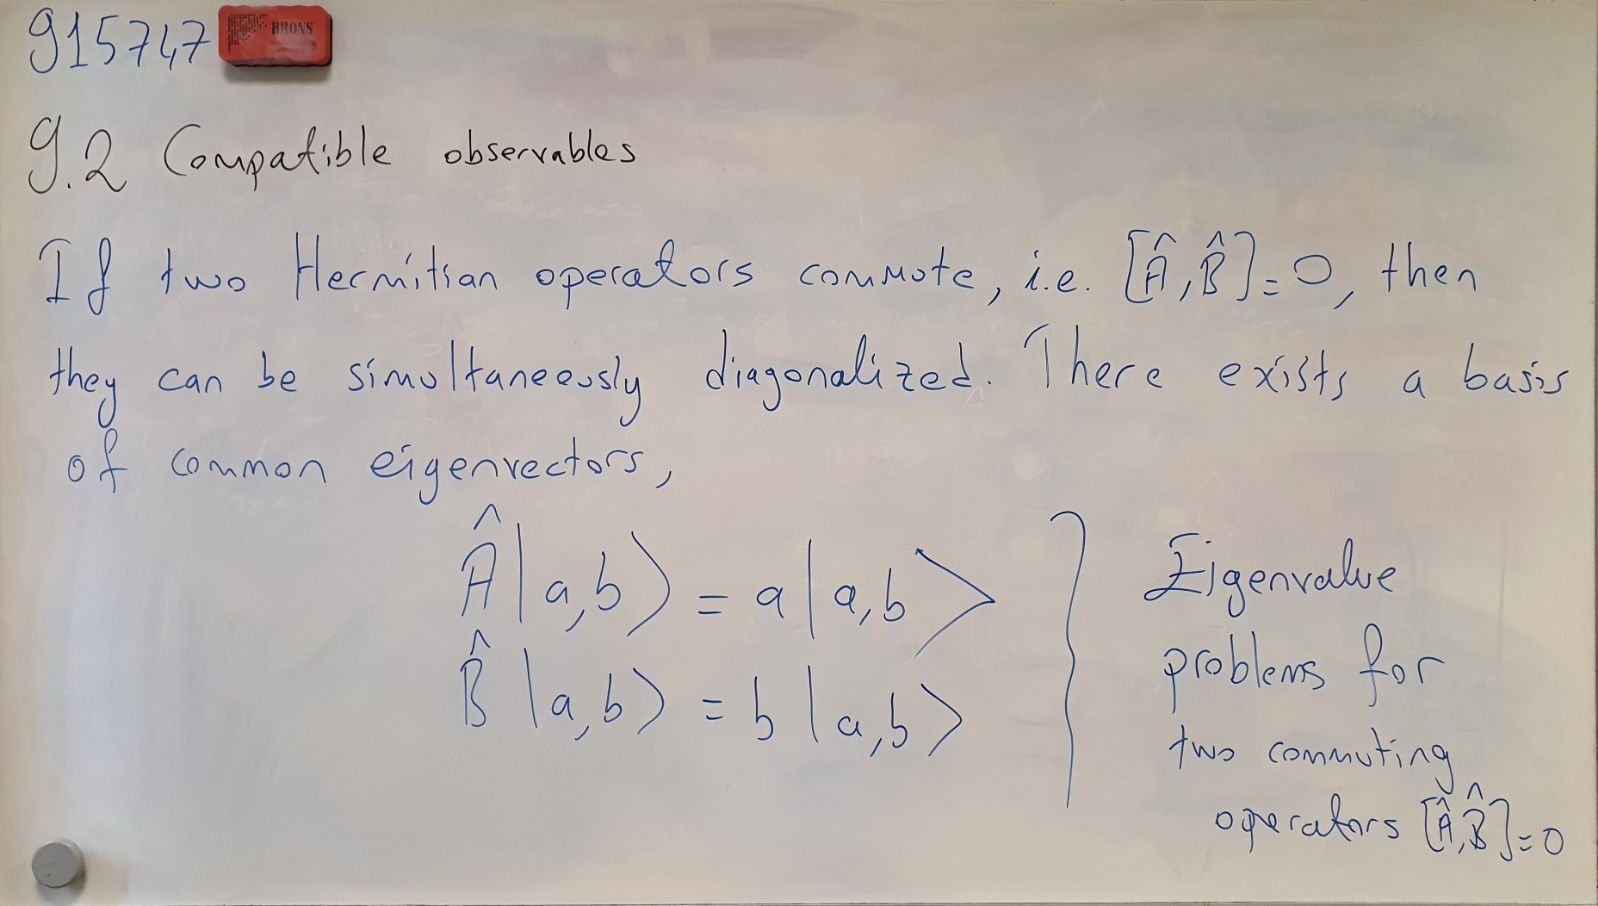 915747 BRONS
9.2 Compatible observables
If two Hermitian operators commute, i.e. [Â, B̂] = 0, then
they can be simultaneously diagonalized. There exists a basis
of common eigenvectors,
Â|a,b⟩ = a|a,b⟩
B̂|a,b⟩ = b|a,b⟩
}
Eigenvalue
problems for
two commuting
operators [Â, B̂] = 0